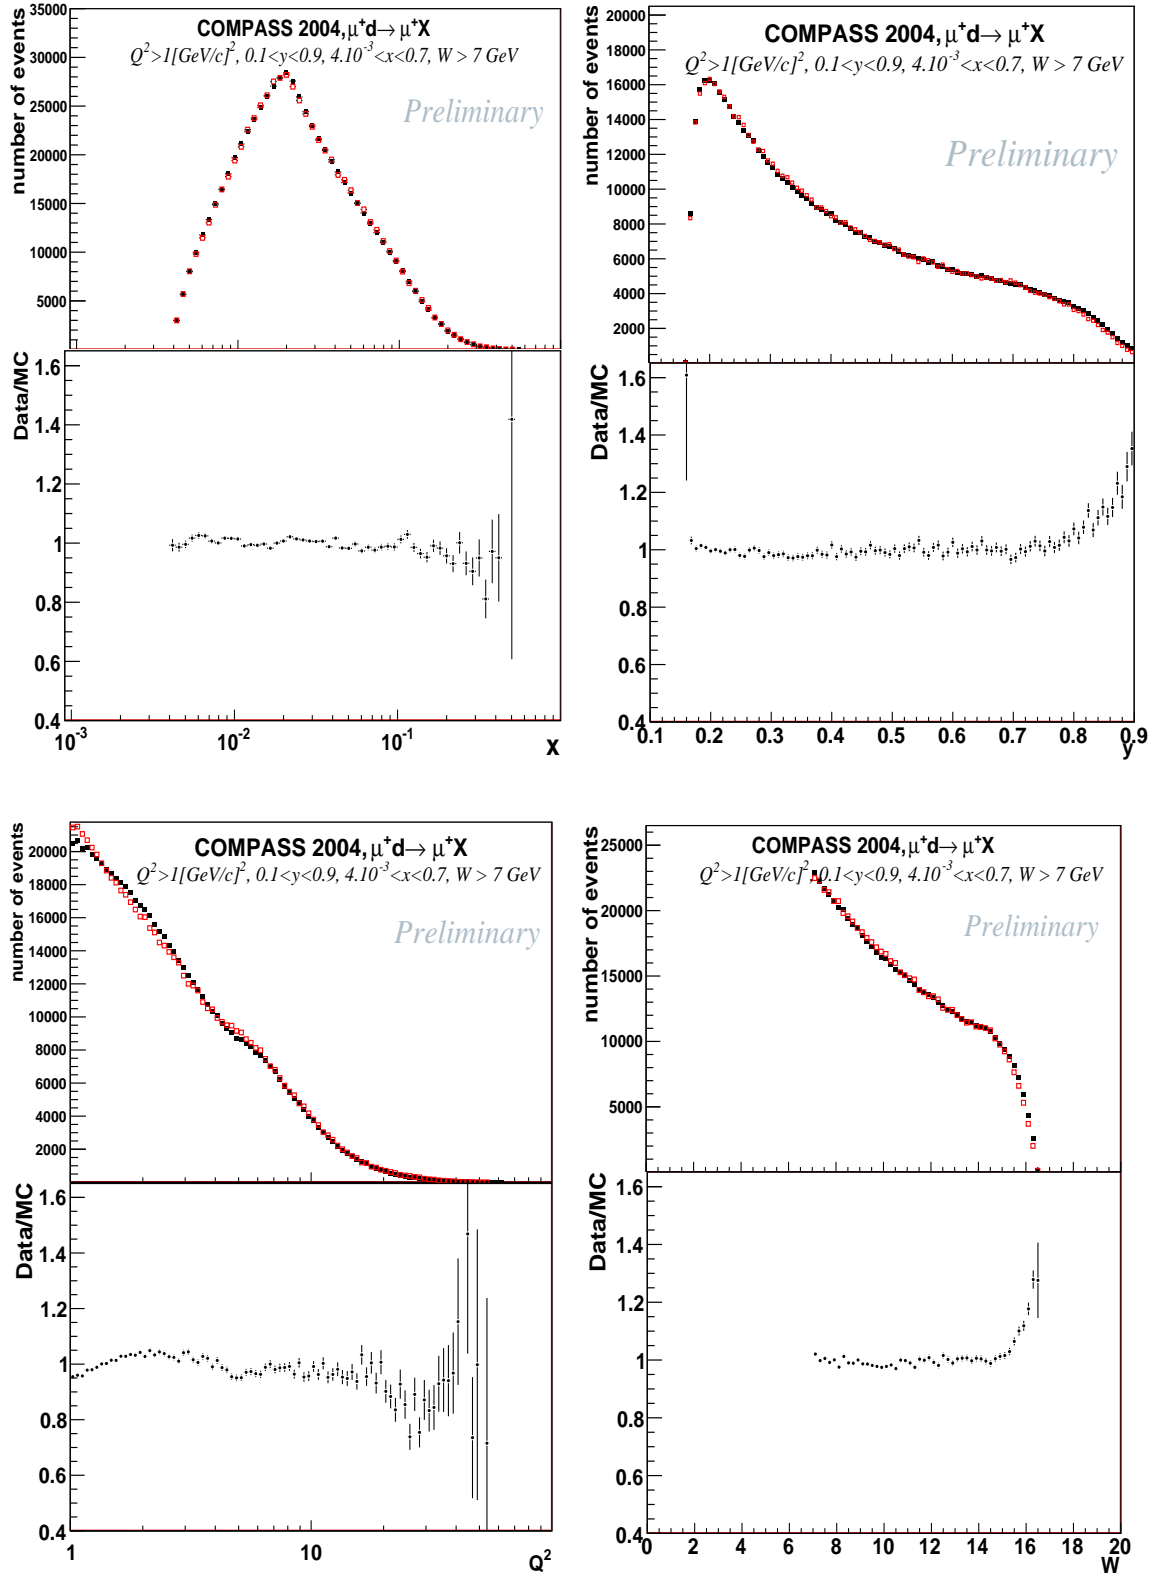 COMPASS 2004, μ⁺d→ μ⁺X
Q²>1[GeV/c]², 0.1<y<0.9, 4.10⁻³<x<0.7, W > 7 GeV
Preliminary
number of events
35000
30000
25000
20000
15000
10000
5000
Data/MC
1.6
1.4
1.2
1
0.8
0.6
0.4
10⁻³
10⁻²
10⁻¹
X
COMPASS 2004, μ⁺d→ μ⁺X
Q²>1[GeV/c]², 0.1<y<0.9, 4.10⁻³<x<0.7, W > 7 GeV
Preliminary
number of events
20000
18000
16000
14000
12000
10000
8000
6000
4000
2000
Data/MC
1.6
1.4
1.2
1
0.8
0.6
0.4
0.1 0.2 0.3 0.4 0.5 0.6 0.7 0.8 0.9
y
COMPASS 2004, μ⁺d→ μ⁺X
Q²>1[GeV/c]², 0.1<y<0.9, 4.10⁻³<x<0.7, W > 7 GeV
Preliminary
number of events
20000
18000
16000
14000
12000
10000
8000
6000
4000
2000
Data/MC
1.6
1.4
1.2
1
0.8
0.6
0.4
1
10
Q²
COMPASS 2004, μ⁺d→ μ⁺X
Q²>1[GeV/c]², 0.1<y<0.9, 4.10⁻³<x<0.7, W > 7 GeV
Preliminary
number of events
25000
20000
15000
10000
5000
Data/MC
1.6
1.4
1.2
1
0.8
0.6
0.4
0 2 4 6 8 10 12 14 16 18 20
W